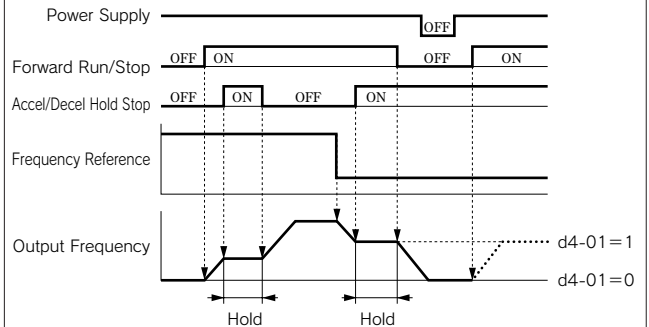 Power Supply
OFF
Forward Run/Stop OFF ON OFF ON
Accel/Decel Hold Stop OFF ON OFF ON
Frequency Reference
Output Frequency
d4-01=1
d4-01=0
Hold Hold